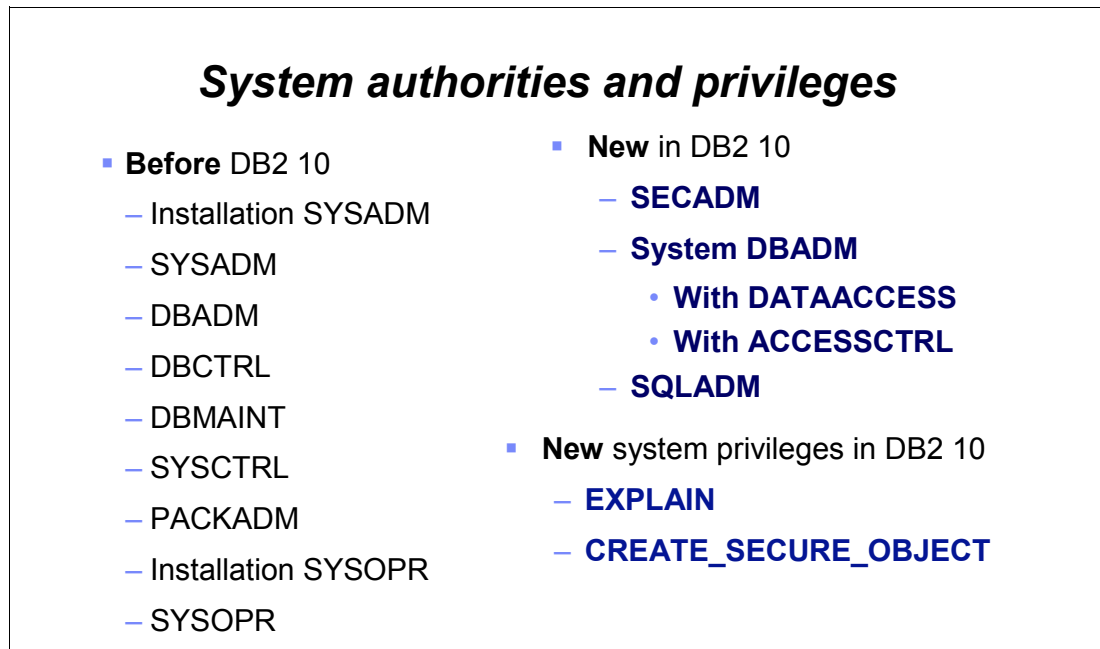 System authorities and privileges
▪ Before DB2 10
– Installation SYSADM
– SYSADM
– DBADM
– DBCTRL
– DBMAINT
– SYSCTRL
– PACKADM
– Installation SYSOPR
– SYSOPR
▪ New in DB2 10
– SECADM
– System DBADM
• With DATAACCESS
• With ACCESSCTRL
– SQLADM
▪ New system privileges in DB2 10
– EXPLAIN
– CREATE_SECURE_OBJECT